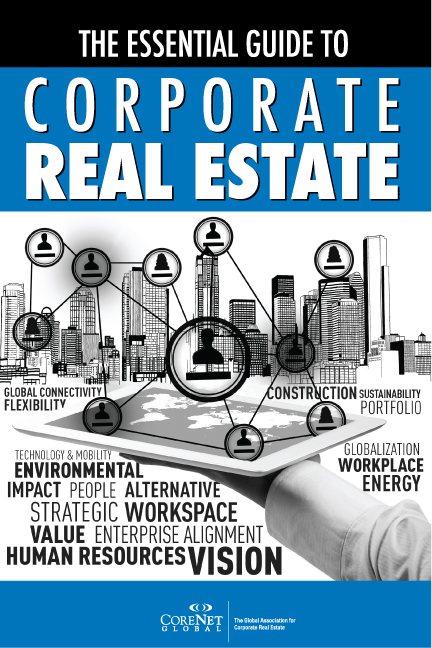 THE ESSENTIAL GUIDE TO
CORPORATE
REAL ESTATE
GLOBAL CONNECTIVITY
FLEXIBILITY
CONSTRUCTION SUSTAINABILITY
PORTFOLIO
TECHNOLOGY & MOBILITY
ENVIRONMENTAL
IMPACT PEOPLE ALTERNATIVE
STRATEGIC WORKSPACE
VALUE ENTERPRISE ALIGNMENT
HUMAN RESOURCES VISION
GLOBALIZATION
WORKPLACE
ENERGY
CORENET
GLOBAL
The Global Association for
Corporate Real Estate